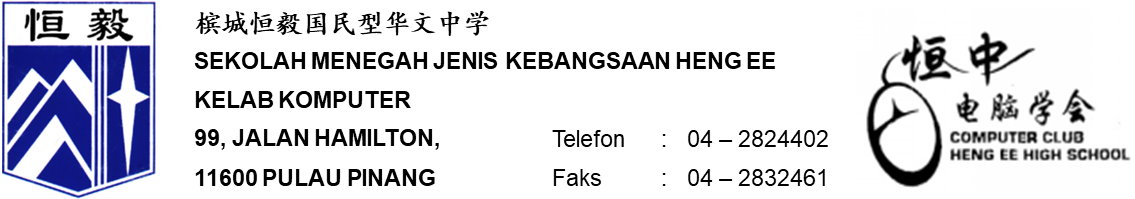 恒毅
槟城恒毅国民型华文中学
SEKOLAH MENEGAH JENIS KEBANGSAAN HENG EE
KELAB KOMPUTER
99, JALAN HAMILTON, Telefon : 04 – 2824402
11600 PULAU PINANG Faks : 04 – 2832461
恒中
电脑学会
COMPUTER CLUB
HENG EE HIGH SCHOOL